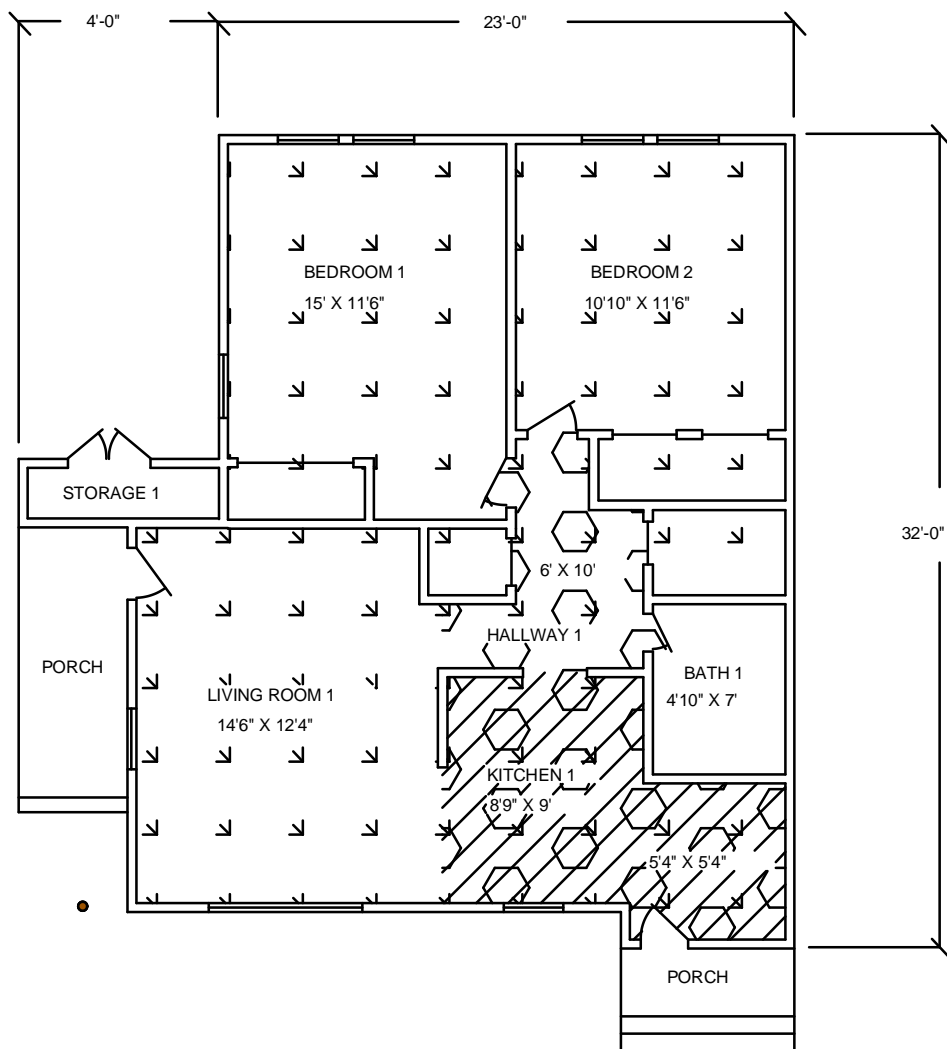 4'-0"
23'-0"
BEDROOM 1
15' X 11'6"
BEDROOM 2
10'10" X 11'6"
STORAGE 1
32'-0"
6' X 10'
HALLWAY 1
PORCH
BATH 1
4'10" X 7'
LIVING ROOM 1
14'6" X 12'4"
KITCHEN 1
8'9" X 9'
5'4" X 5'4"
PORCH